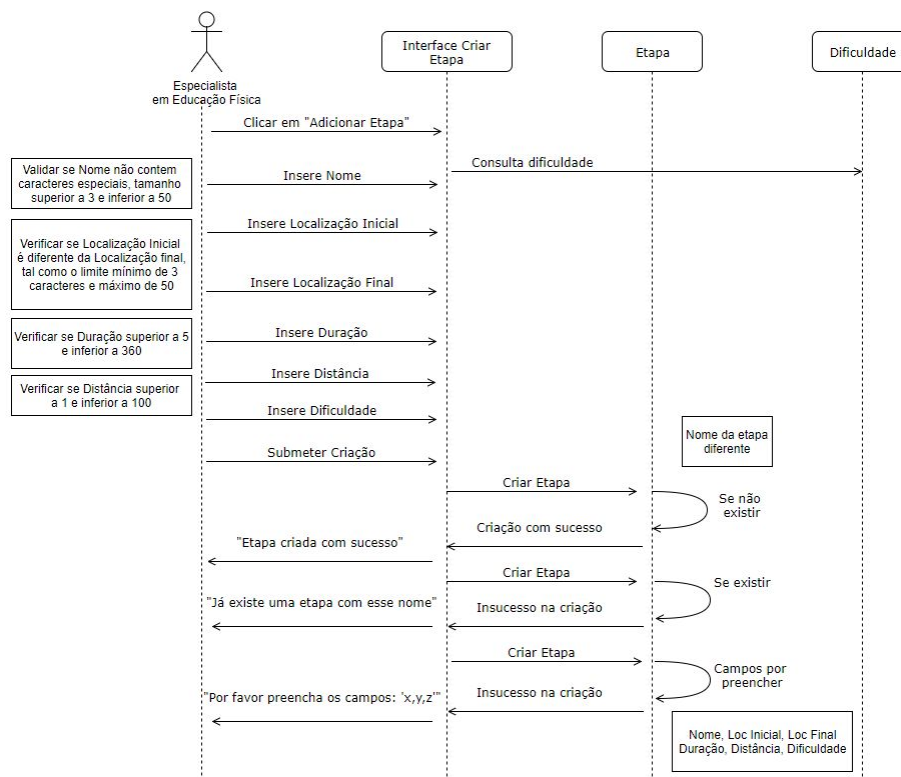 Interface Criar
Etapa
Etapa
Dificuldade
Especialista
em Educação Física
Clicar em "Adicionar Etapa"
Consulta dificuldade
Validar se Nome não contem
caracteres especiais, tamanho
superior a 3 e inferior a 50
Insere Nome
Insere Localização Inicial
Verificar se Localização Inicial
é diferente da Localização final,
tal como o limite mínimo de 3
caracteres e máximo de 50
Insere Localização Final
Verificar se Duração superior a 5
e inferior a 360
Insere Duração
Insere Distância
Verificar se Distância superior
a 1 e inferior a 100
Insere Dificuldade
Submeter Criação
Nome da etapa
diferente
Criar Etapa
Se não
existir
Criação com sucesso
"Etapa criada com sucesso"
Criar Etapa
Se existir
Insucesso na criação
"Já existe uma etapa com esse nome"
Criar Etapa
Campos por
preencher
Insucesso na criação
"Por favor preencha os campos: 'x,y,z'"
Nome, Loc Inicial, Loc Final
Duração, Distância, Dificuldade